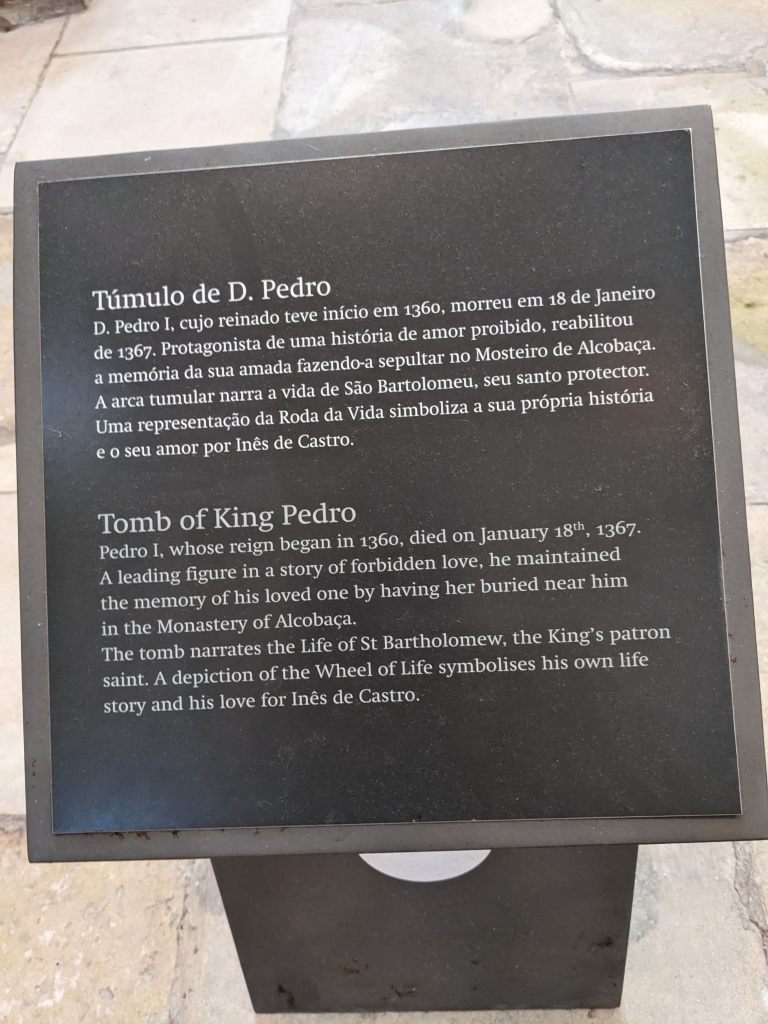 Túmulo de D. Pedro
D. Pedro I, cujo reinado teve início em 1360, morreu em 18 de Janeiro
de 1367. Protagonista de uma história de amor proibido, reabilitou
a memória da sua amada fazendo-a sepultar no Mosteiro de Alcobaça.
A arca tumular narra a vida de São Bartolomeu, seu santo protector.
Uma representação da Roda da Vida simboliza a sua própria história
e o seu amor por Inês de Castro.
Tomb of King Pedro
Pedro I, whose reign began in 1360, died on January 18th, 1367.
A leading figure in a story of forbidden love, he maintained
the memory of his loved one by having her buried near him
in the Monastery of Alcobaça.
The tomb narrates the Life of St Bartholomew, the King's patron
saint. A depiction of the Wheel of Life symbolises his own life
story and his love for Inês de Castro.